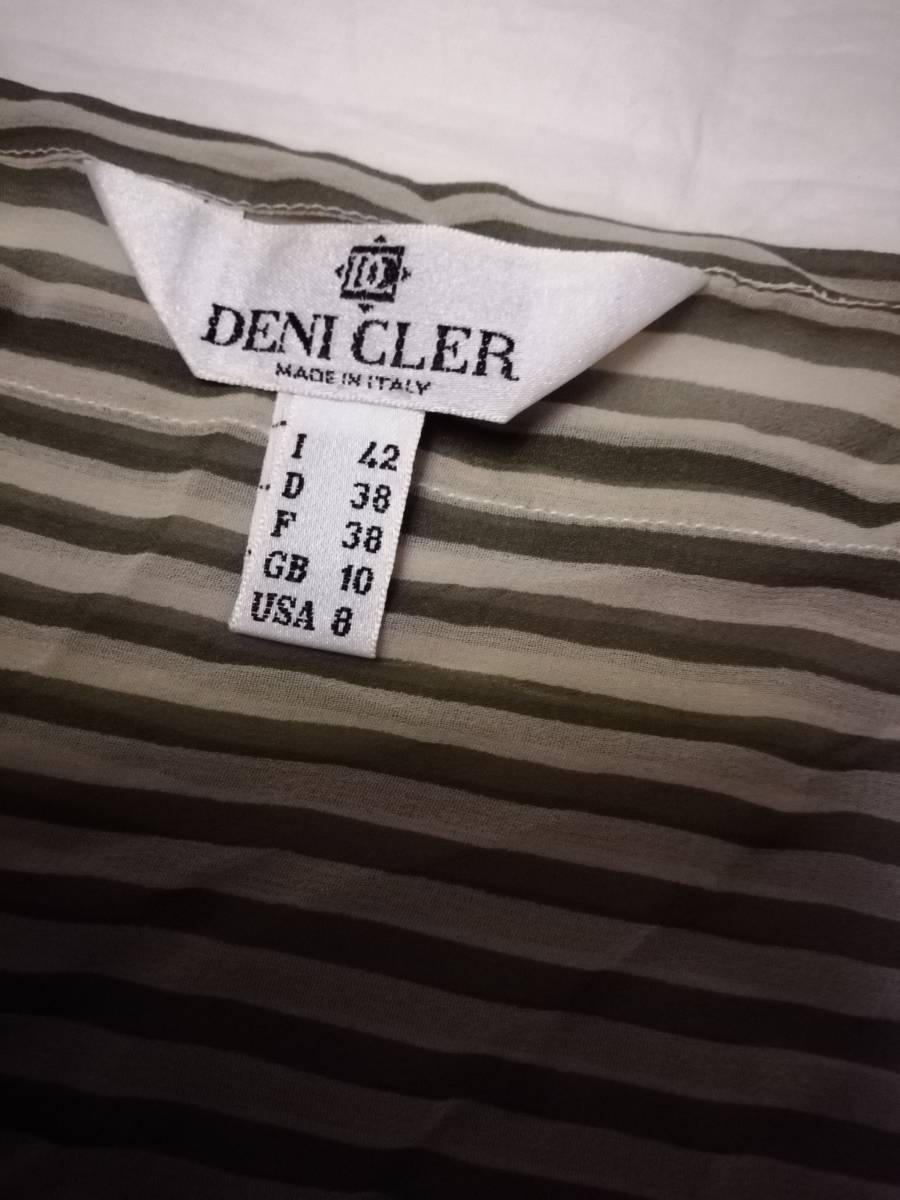 DC
DENI CLER
MADE IN ITALY
I 42
D 38
F 38
GB 10
USA 8